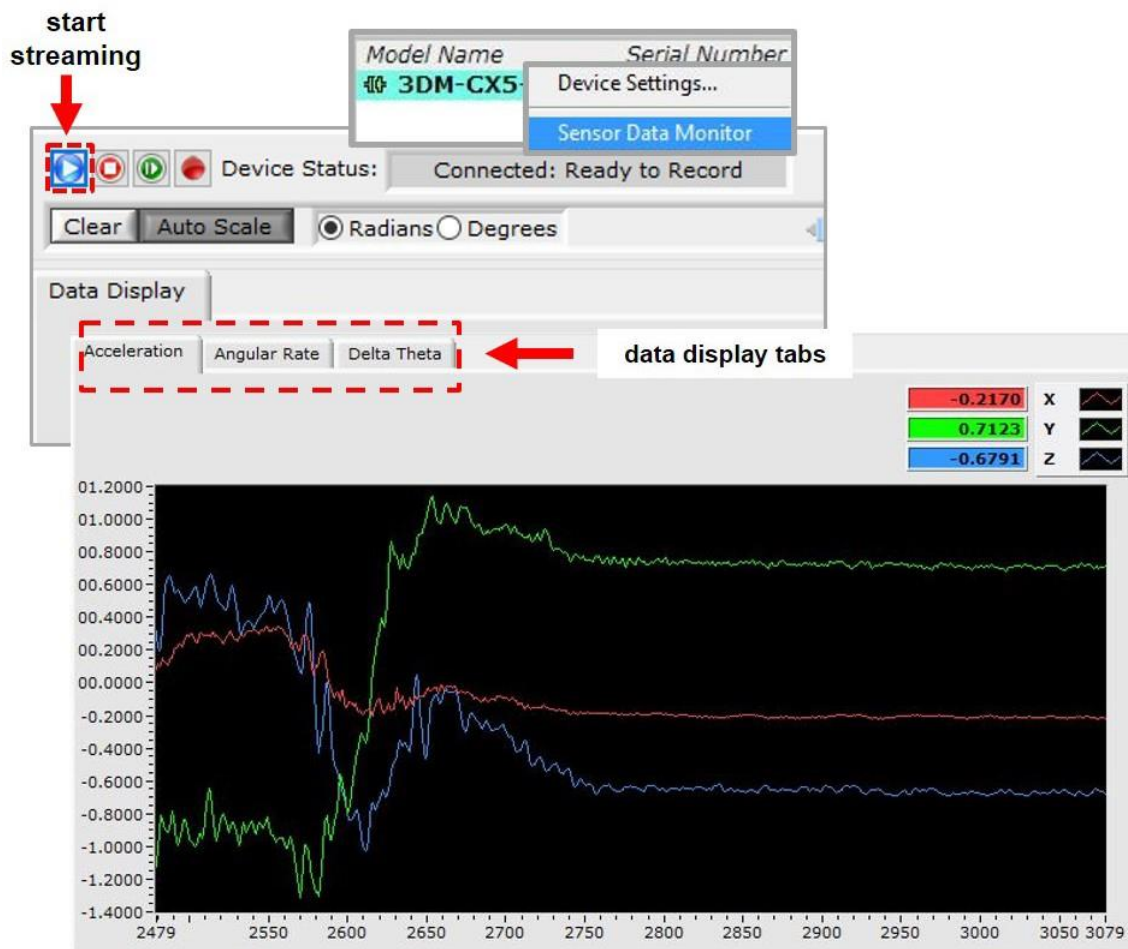 start
streaming
Model Name Serial Number
3DM-CX5-
Device Settings...
Sensor Data Monitor
Device Status: Connected: Ready to Record
Clear Auto Scale Radians Degrees
Data Display
Acceleration Angular Rate Delta Theta
data display tabs
-0.2170 X
0.7123 Y
-0.6791 Z
01.2000
01.0000
00.8000
00.6000
00.4000
00.2000
00.0000
-0.2000
-0.4000
-0.6000
-0.8000
-1.0000
-1.2000
-1.4000
2479 2550 2600 2650 2700 2750 2800 2850 2900 2950 3000 3050 3079